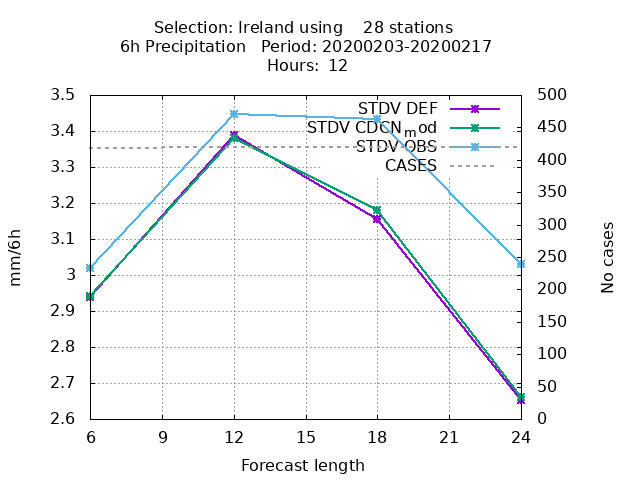 Selection: Ireland using 28 stations
6h Precipitation Period: 20200203-20200217
Hours: 12
STDV DEF
STDV CDCN_mod
STDV OBS
CASES
3.5
3.4
3.3
3.2
3.1
3
2.9
2.8
2.7
2.6
mm/6h
500
450
400
350
300
250
200
150
100
50
0
No cases
6 9 12 15 18 21 24
Forecast length